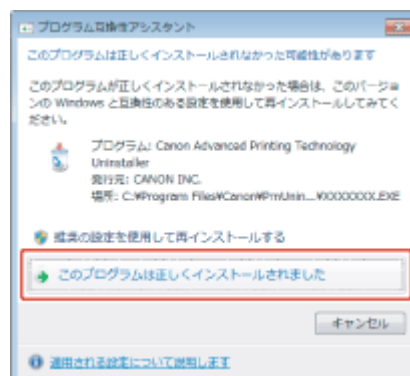 プログラム互換性アシスタント
このプログラムは正しくインストールされなかった可能性があります
このプログラムが正しくインストールされなかった場合は、このバージョ
ンの Windows と互換性のある設定を使用して再インストールしてみてく
ださい。
プログラム: Canon Advanced Printing Technology
Uninstaller
発行元: CANON INC.
場所: C:¥Program Files¥Canon¥PrnUnin...¥XXXXXXXX.EXE
推奨の設定を使用して再インストールする
このプログラムは正しくインストールされました
キャンセル
適用される設定について説明します